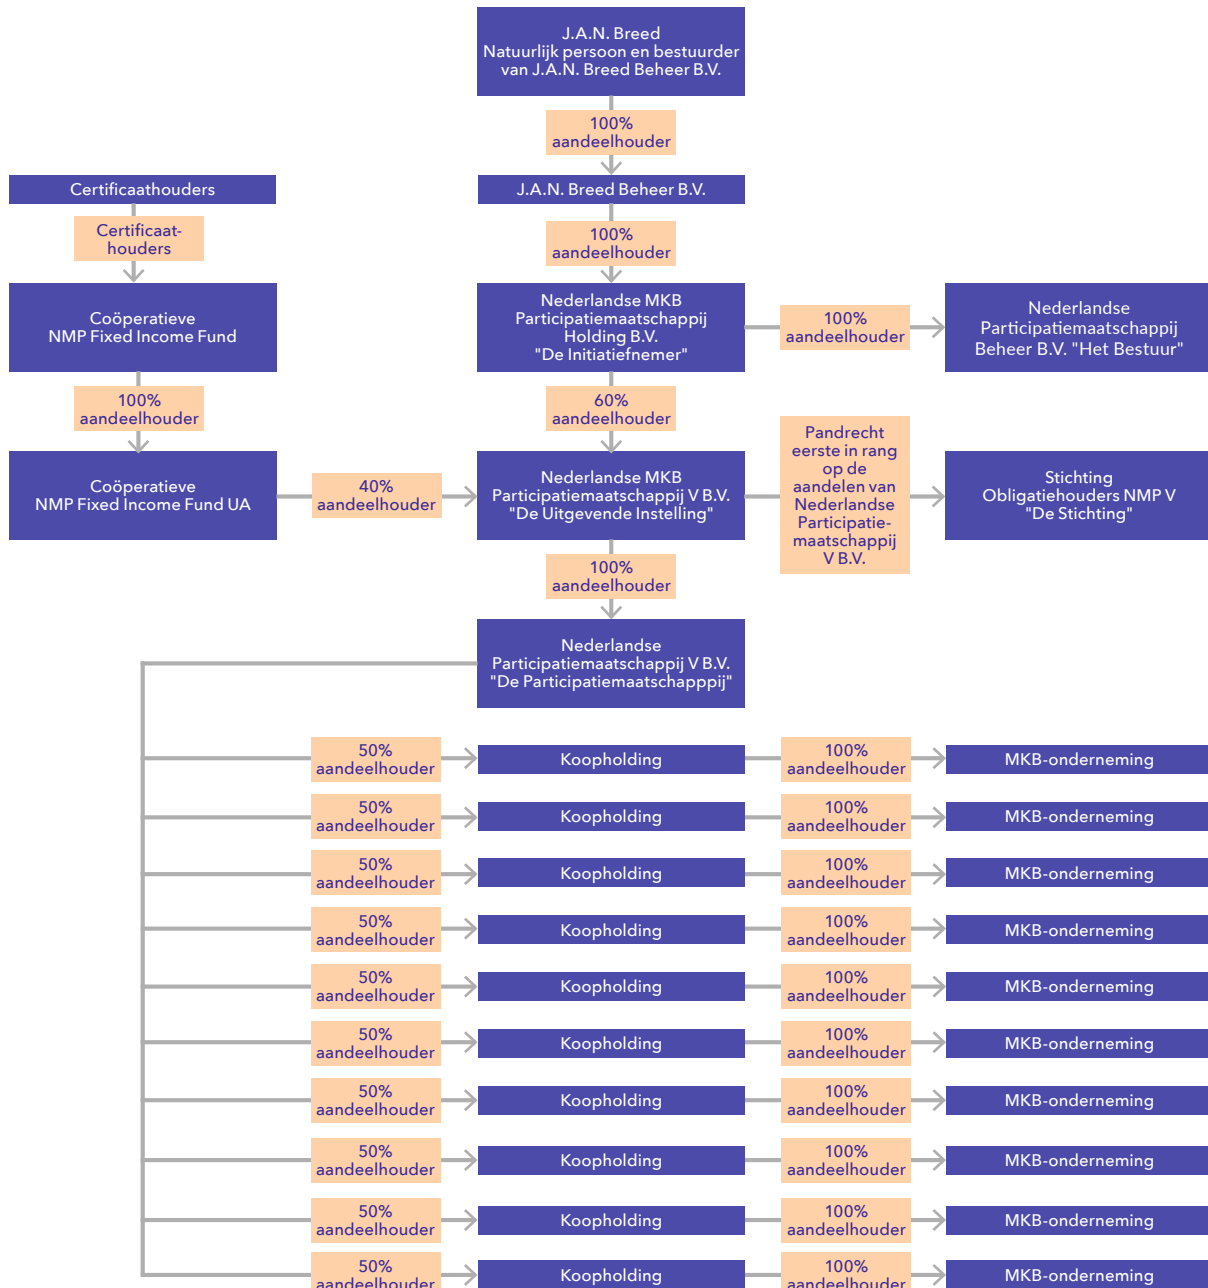 J.A.N. Breed
Natuurlijk persoon en bestuurder
van J.A.N. Breed Beheer B.V.
100%
aandeelhouder
Certificaathouders
J.A.N. Breed Beheer B.V.
Certificaat-
houders
100%
aandeelhouder
Coöperatieve
NMP Fixed Income Fund
Nederlandse MKB
Participatiemaatschappij
Holding B.V.
"De Initiatiefnemer"
100%
aandeelhouder
Nederlandse
Participatiemaatschappij
Beheer B.V. "Het Bestuur"
100%
aandeelhouder
60%
aandeelhouder
Coöperatieve
NMP Fixed Income Fund UA
40%
aandeelhouder
Nederlandse MKB
Participatiemaatschappij V B.V.
"De Uitgevende Instelling"
Pandrecht
eerste in rang
op de
aandelen van
Nederlandse
Participatie-
maatschappij
V B.V.
Stichting
Obligatiehouders NMP V
"De Stichting"
100%
aandeelhouder
Nederlandse
Participatiemaatschappij V B.V.
"De Participatiemaatschapppij"
50%
aandeelhouder
Koopholding
100%
aandeelhouder
MKB-onderneming
50%
aandeelhouder
Koopholding
100%
aandeelhouder
MKB-onderneming
50%
aandeelhouder
Koopholding
100%
aandeelhouder
MKB-onderneming
50%
aandeelhouder
Koopholding
100%
aandeelhouder
MKB-onderneming
50%
aandeelhouder
Koopholding
100%
aandeelhouder
MKB-onderneming
50%
aandeelhouder
Koopholding
100%
aandeelhouder
MKB-onderneming
50%
aandeelhouder
Koopholding
100%
aandeelhouder
MKB-onderneming
50%
aandeelhouder
Koopholding
100%
aandeelhouder
MKB-onderneming
50%
aandeelhouder
Koopholding
100%
aandeelhouder
MKB-onderneming
50%
aandeelhouder
Koopholding
100%
aandeelhouder
MKB-onderneming